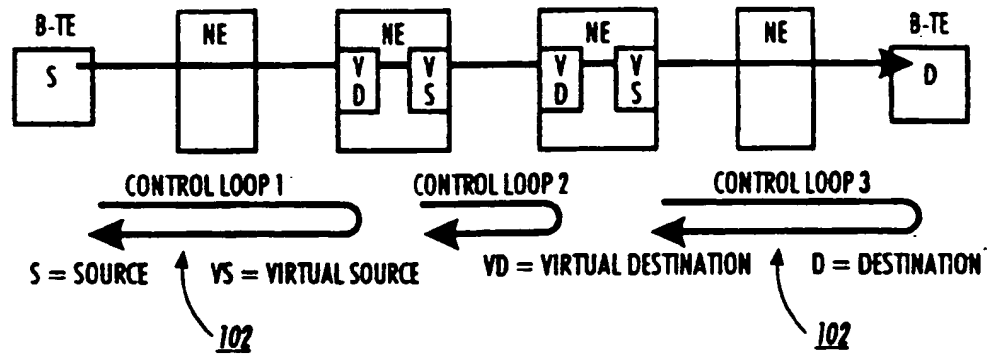 B-TE NE NE NE NE B-TE
S V D V S V D V S D
CONTROL LOOP 1 CONTROL LOOP 2 CONTROL LOOP 3
S = SOURCE VS = VIRTUAL SOURCE VD = VIRTUAL DESTINATION D = DESTINATION
102 102